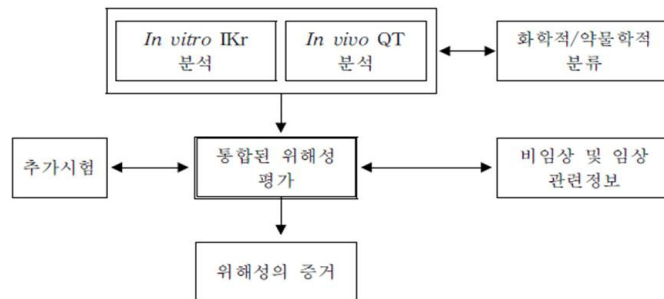 In vitro IKr
분석
In vivo QT
분석
화학적/약물학적
분류
추가시험
통합된 위해성
평가
비임상 및 임상
관련정보
위해성의 증거